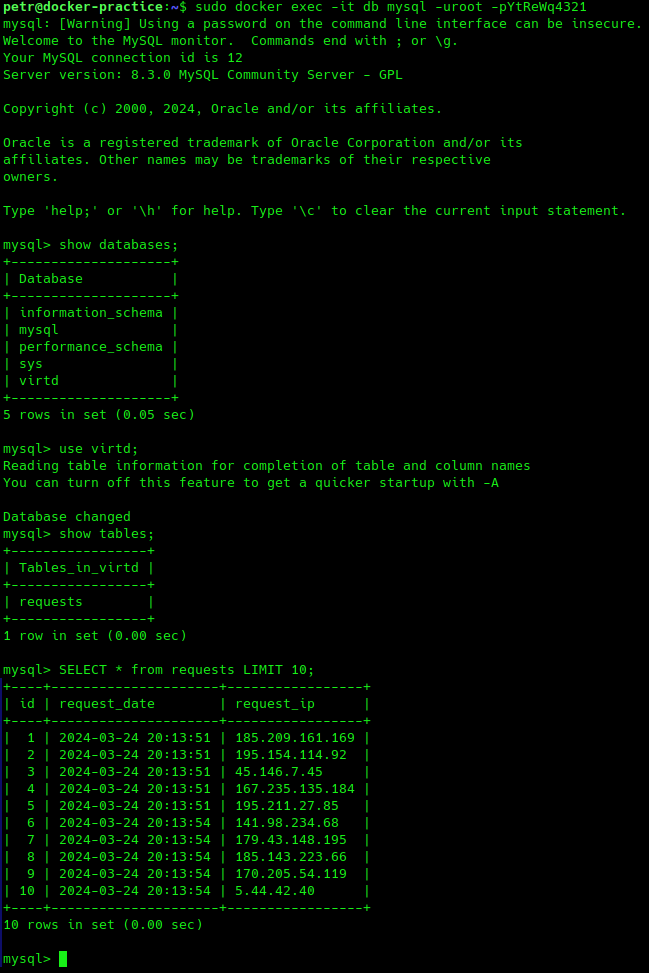 petr@docker-practice:~$ sudo docker exec -it db mysql -uroot -pYtReWq4321
mysql: [Warning] Using a password on the command line interface can be insecure.
Welcome to the MySQL monitor.  Commands end with ; or \g.
Your MySQL connection id is 12
Server version: 8.3.0 MySQL Community Server - GPL

Copyright (c) 2000, 2024, Oracle and/or its affiliates.

Oracle is a registered trademark of Oracle Corporation and/or its
affiliates. Other names may be trademarks of their respective
owners.

Type 'help;' or '\h' for help. Type '\c' to clear the current input statement.

mysql> show databases;
+--------------------+
| Database           |
+--------------------+
| information_schema |
| mysql              |
| performance_schema |
| sys                |
| virtd              |
+--------------------+
5 rows in set (0.05 sec)

mysql> use virtd;
Reading table information for completion of table and column names
You can turn off this feature to get a quicker startup with -A

Database changed
mysql> show tables;
+-----------------+
| Tables_in_virtd |
+-----------------+
| requests        |
+-----------------+
1 row in set (0.00 sec)

mysql> SELECT * from requests LIMIT 10;
+----+---------------------+-----------------+
| id | request_date        | request_ip      |
+----+---------------------+-----------------+
|  1 | 2024-03-24 20:13:51 | 185.209.161.169 |
|  2 | 2024-03-24 20:13:51 | 195.154.114.92  |
|  3 | 2024-03-24 20:13:51 | 45.146.7.45     |
|  4 | 2024-03-24 20:13:51 | 167.235.135.184 |
|  5 | 2024-03-24 20:13:51 | 195.211.27.85   |
|  6 | 2024-03-24 20:13:54 | 141.98.234.68   |
|  7 | 2024-03-24 20:13:54 | 179.43.148.195  |
|  8 | 2024-03-24 20:13:54 | 185.143.223.66  |
|  9 | 2024-03-24 20:13:54 | 170.205.54.119  |
| 10 | 2024-03-24 20:13:54 | 5.44.42.40      |
+----+---------------------+-----------------+
10 rows in set (0.00 sec)

mysql>